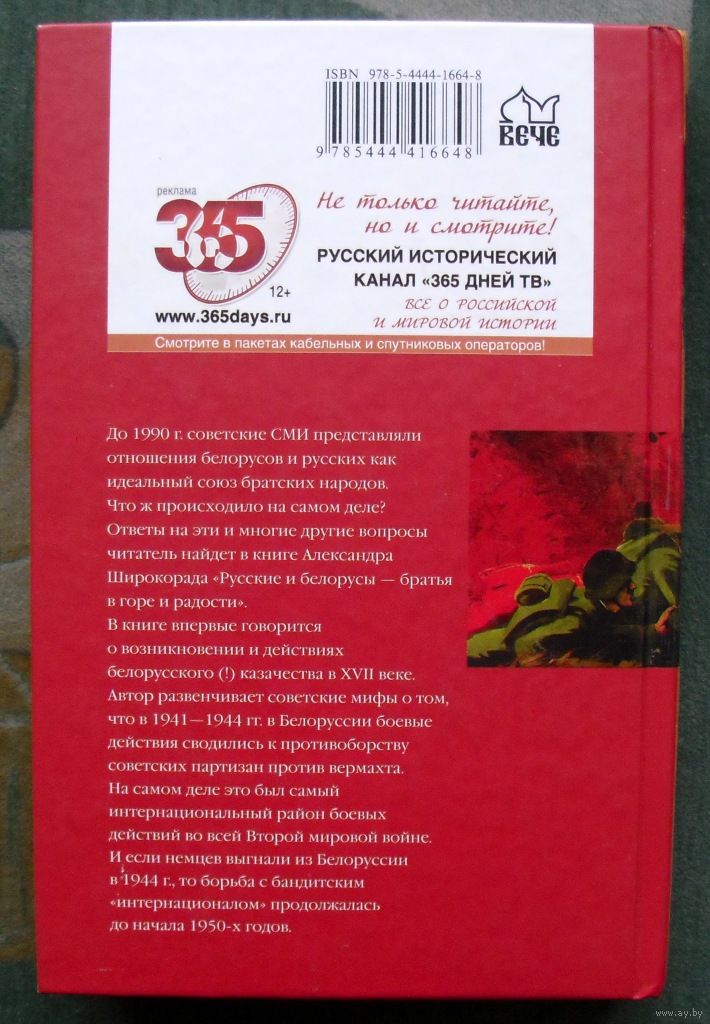 ISBN 978-5-4444-1664-8
9 785444 416648
ВЕЧЕ
реклама
365
12+
www.365days.ru
Не только читайте,
но и смотрите!
РУССКИЙ ИСТОРИЧЕСКИЙ
КАНАЛ «365 ДНЕЙ ТВ»
ВСЕ О РОССИЙСКОЙ
И МИРОВОЙ ИСТОРИИ
Смотрите в пакетах кабельных и спутниковых операторов!
До 1990 г. советские СМИ представляли
отношения белорусов и русских как
идеальный союз братских народов.
Что ж происходило на самом деле?
Ответы на эти и многие другие вопросы
читатель найдет в книге Александра
Широкорада «Русские и белорусы — братья
в горе и радости».
В книге впервые говорится
о возникновении и действиях
белорусского (!) казачества в XVII веке.
Автор развенчивает советские мифы о том,
что в 1941—1944 гг. в Белоруссии боевые
действия сводились к противоборству
советских партизан против вермахта.
На самом деле это был самый
интернациональный район боевых
действий во всей Второй мировой войне.
И если немцев выгнали из Белоруссии
в 1944 г., то борьба с бандитским
«интернационалом» продолжалась
до начала 1950-х годов.
www.ay.by